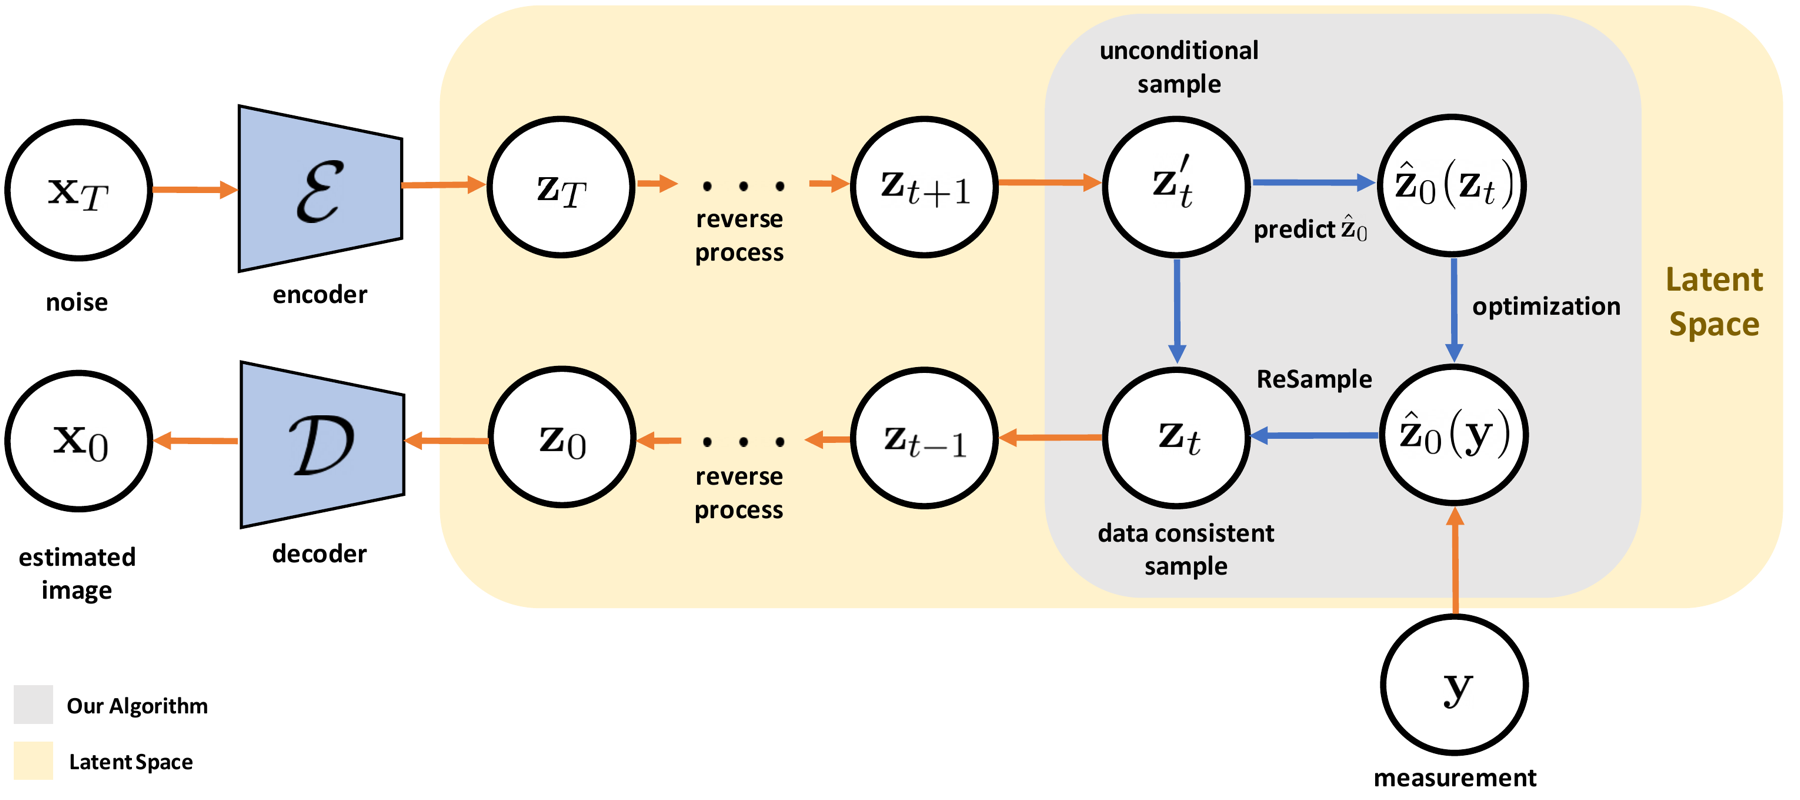 unconditional
sample
𝐱_T
ℰ
𝐳_T
. . .
𝐳_{t+1}
𝐳′_t
ẑ_0(𝐳_t)
reverse
process
predict ẑ_0
noise
encoder
Latent
Space
optimization
𝐱_0
𝒟
𝐳_0
. . .
𝐳_{t−1}
𝐳_t
ReSample
ẑ_0(𝐲)
reverse
process
estimated
image
decoder
data consistent
sample
𝐲
measurement
Our Algorithm
Latent Space